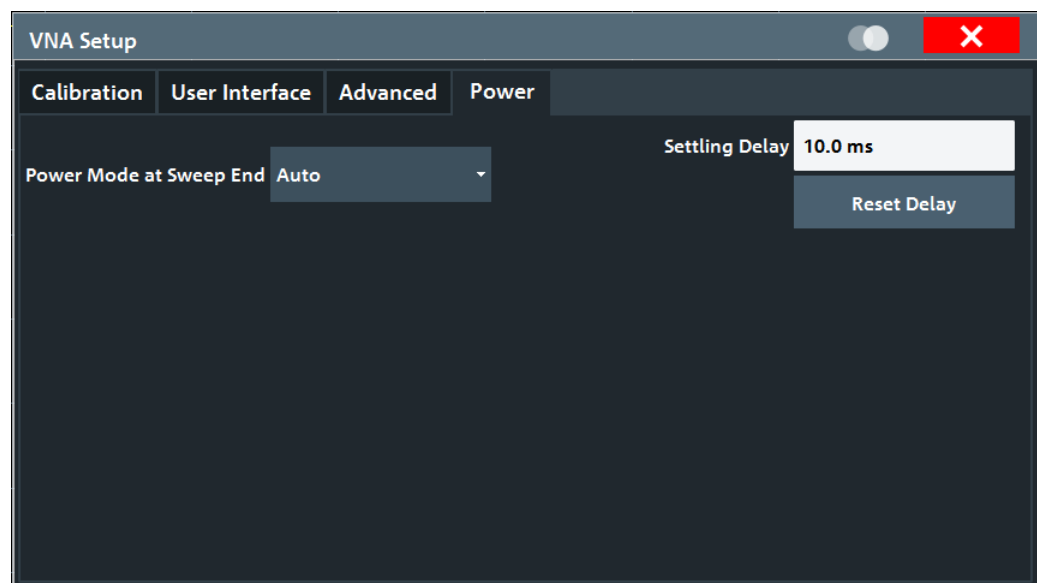 VNA Setup
Calibration User Interface Advanced Power
Settling Delay 10.0 ms
Power Mode at Sweep End Auto
Reset Delay